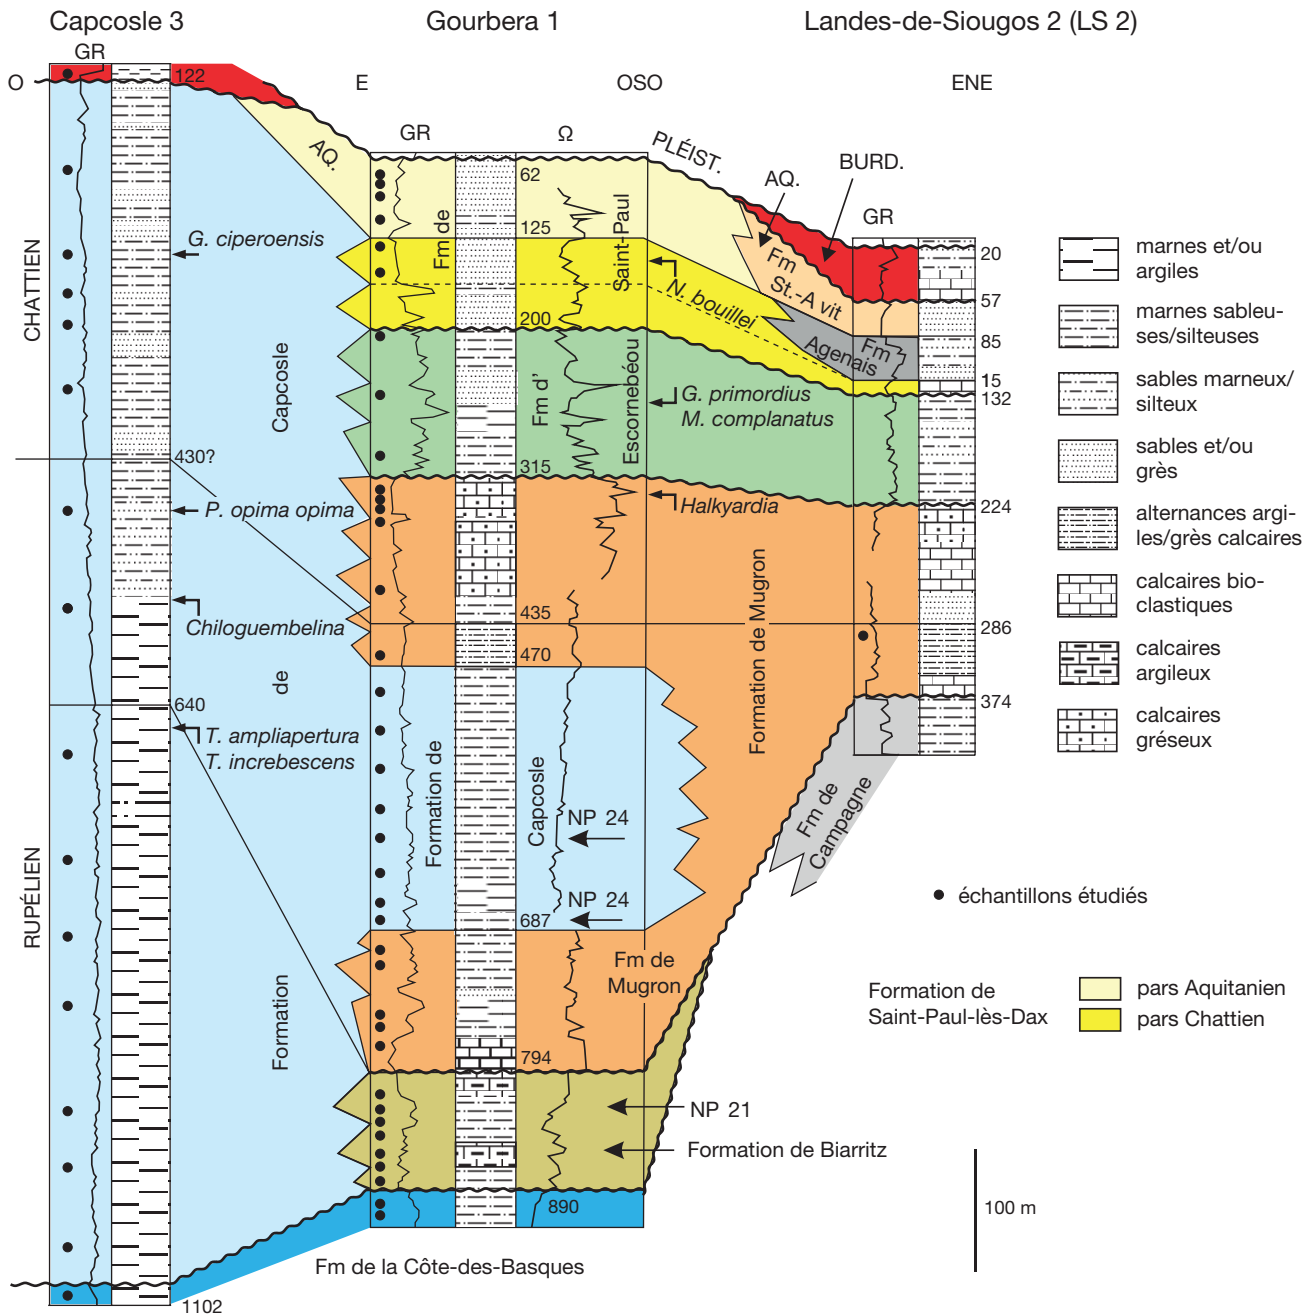 Capcosle 3
Gourbera 1
Landes-de-Siougos 2 (LS 2)
GR
O
122
E
OSO
ENE
GR
Ω
PLÉIST.
AQ.
BURD.
GR
AQ.
62
125
Fm de
Saint-Paul
G. ciperoensis
N. bouillei
200
Fm
St.-A vit
Fm
Agenais
20
57
85
15
132
CHATTIEN
Capcosle
Fm d'
Escornebéou
G. primordius
M. complanatus
315
430?
P. opima opima
Halkyardia
224
Chiloguembelina
435
286
470
de
Formation de Mugron
640
374
T. ampliapertura
T. increbescens
Formation de
Capcosle
NP 24
NP 24
687
Fm de
Campagne
RUPÉLIEN
Formation
Fm de
Mugron
794
NP 21
Formation de Biarritz
890
Fm de la Côte-des-Basques
1102
marnes et/ou
argiles
marnes sableu-
ses/silteuses
sables marneux/
silteux
sables et/ou
grès
alternances argi-
les/grès calcaires
calcaires bio-
clastiques
calcaires
argileux
calcaires
gréseux
échantillons étudiés
Formation de
Saint-Paul-lès-Dax
pars Aquitanien
pars Chattien
100 m